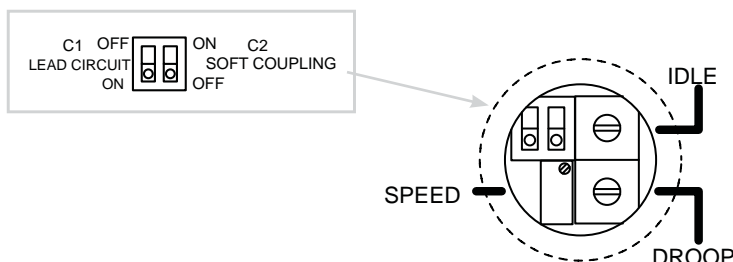 C1 OFF ON C2
LEAD CIRCUIT SOFT COUPLING
ON OFF
IDLE
SPEED
DROOP